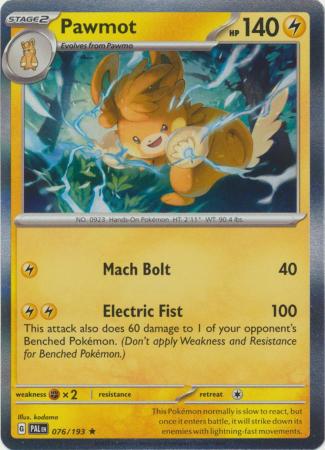 STAGE2
Pawmot
HP 140
Evolves from Pawmo
NO. 0923 Hands-On Pokémon HT: 2'11" WT: 90.4 lbs.
Mach Bolt 40
Electric Fist 100
This attack also does 60 damage to 1 of your opponent's
Benched Pokémon. (Don't apply Weakness and Resistance
for Benched Pokémon.)
weakness ×2 resistance retreat
Illus. kodama
G PAL EN 076/193 ★
This Pokémon normally is slow to react, but
once it enters battle, it will strike down its
enemies with lightning-fast movements.